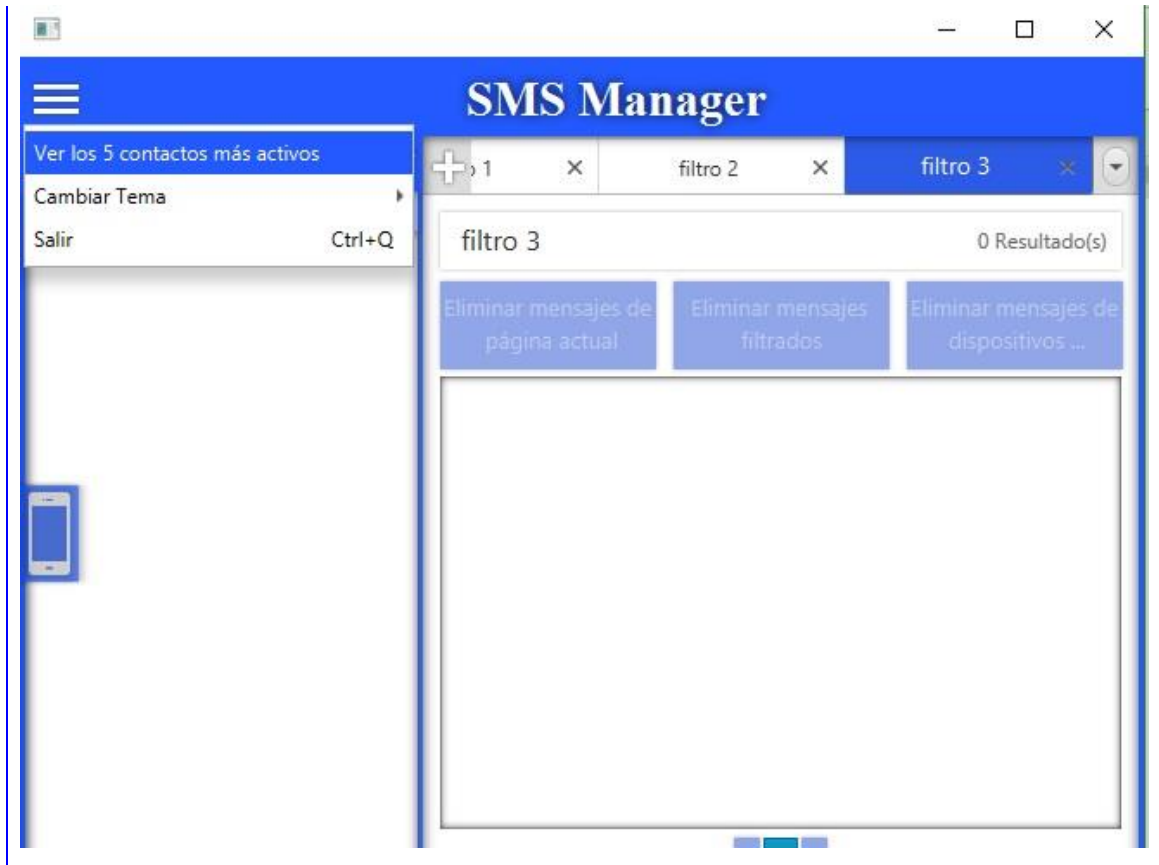 SMS Manager
Ver los 5 contactos más activos
Cambiar Tema
Salir Ctrl+Q
1 filtro 2 filtro 3
filtro 3 0 Resultado(s)
Eliminar mensajes de página actual
Eliminar mensajes filtrados
Eliminar mensajes de dispositivos ...